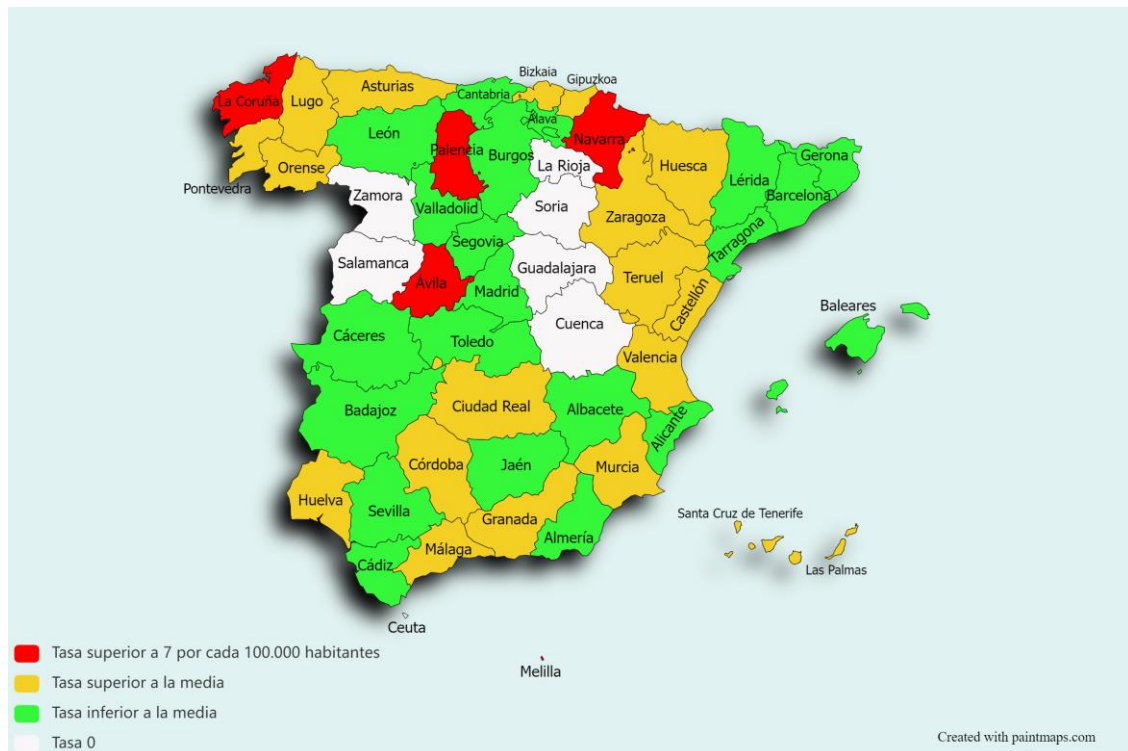 Bizkaia
Gipuzkoa
Asturias
Cantabria
La Coruña
Lugo
Álava
León
Navarra
Palencia
Burgos
Gerona
La Rioja
Huesca
Orense
Lérida
Pontevedra
Zamora
Barcelona
Valladolid
Soria
Zaragoza
Segovia
Tarragona
Salamanca
Guadalajara
Ávila
Teruel
Madrid
Castellón
Baleares
Cuenca
Cáceres
Toledo
Valencia
Ciudad Real
Badajoz
Albacete
Alicante
Córdoba
Jaén
Murcia
Huelva
Sevilla
Granada
Santa Cruz de Tenerife
Almería
Málaga
Cádiz
Las Palmas
Ceuta
Melilla
Tasa superior a 7 por cada 100.000 habitantes
Tasa superior a la media
Tasa inferior a la media
Tasa 0
Created with paintmaps.com